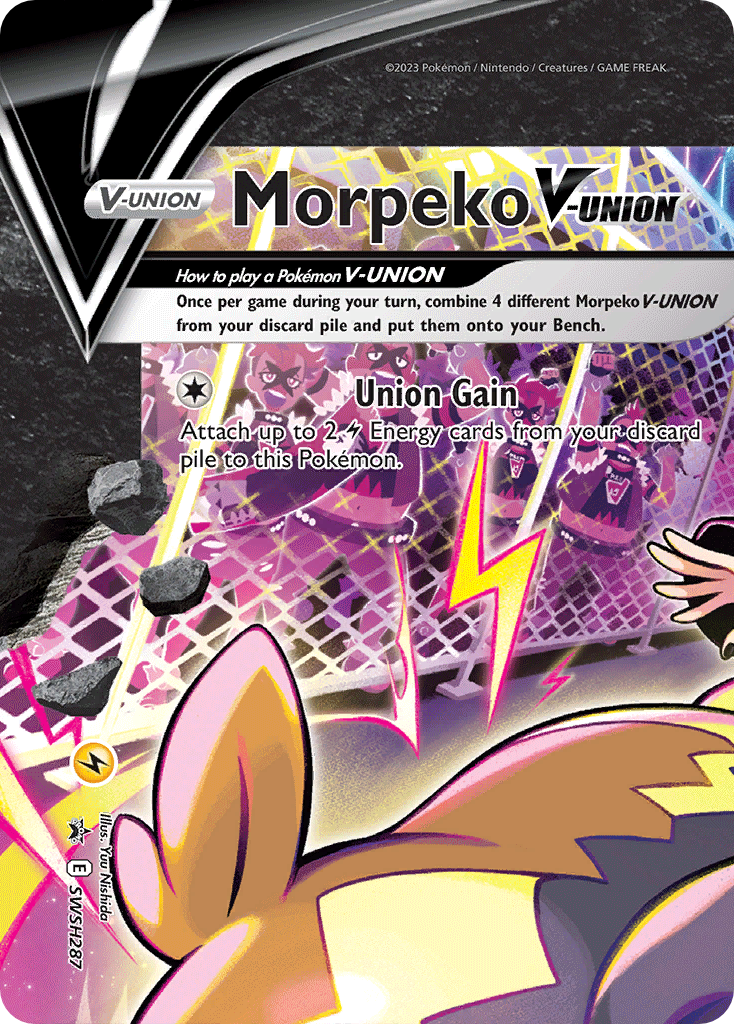 ©2023 Pokémon / Nintendo / Creatures / GAME FREAK
V-UNION
Morpeko V-UNION
How to play a Pokémon V-UNION
Once per game during your turn, combine 4 different Morpeko V-UNION
from your discard pile and put them onto your Bench.
Union Gain
Attach up to 2 Energy cards from your discard
pile to this Pokémon.
Illus. Yuu Nishida
E SWSH287